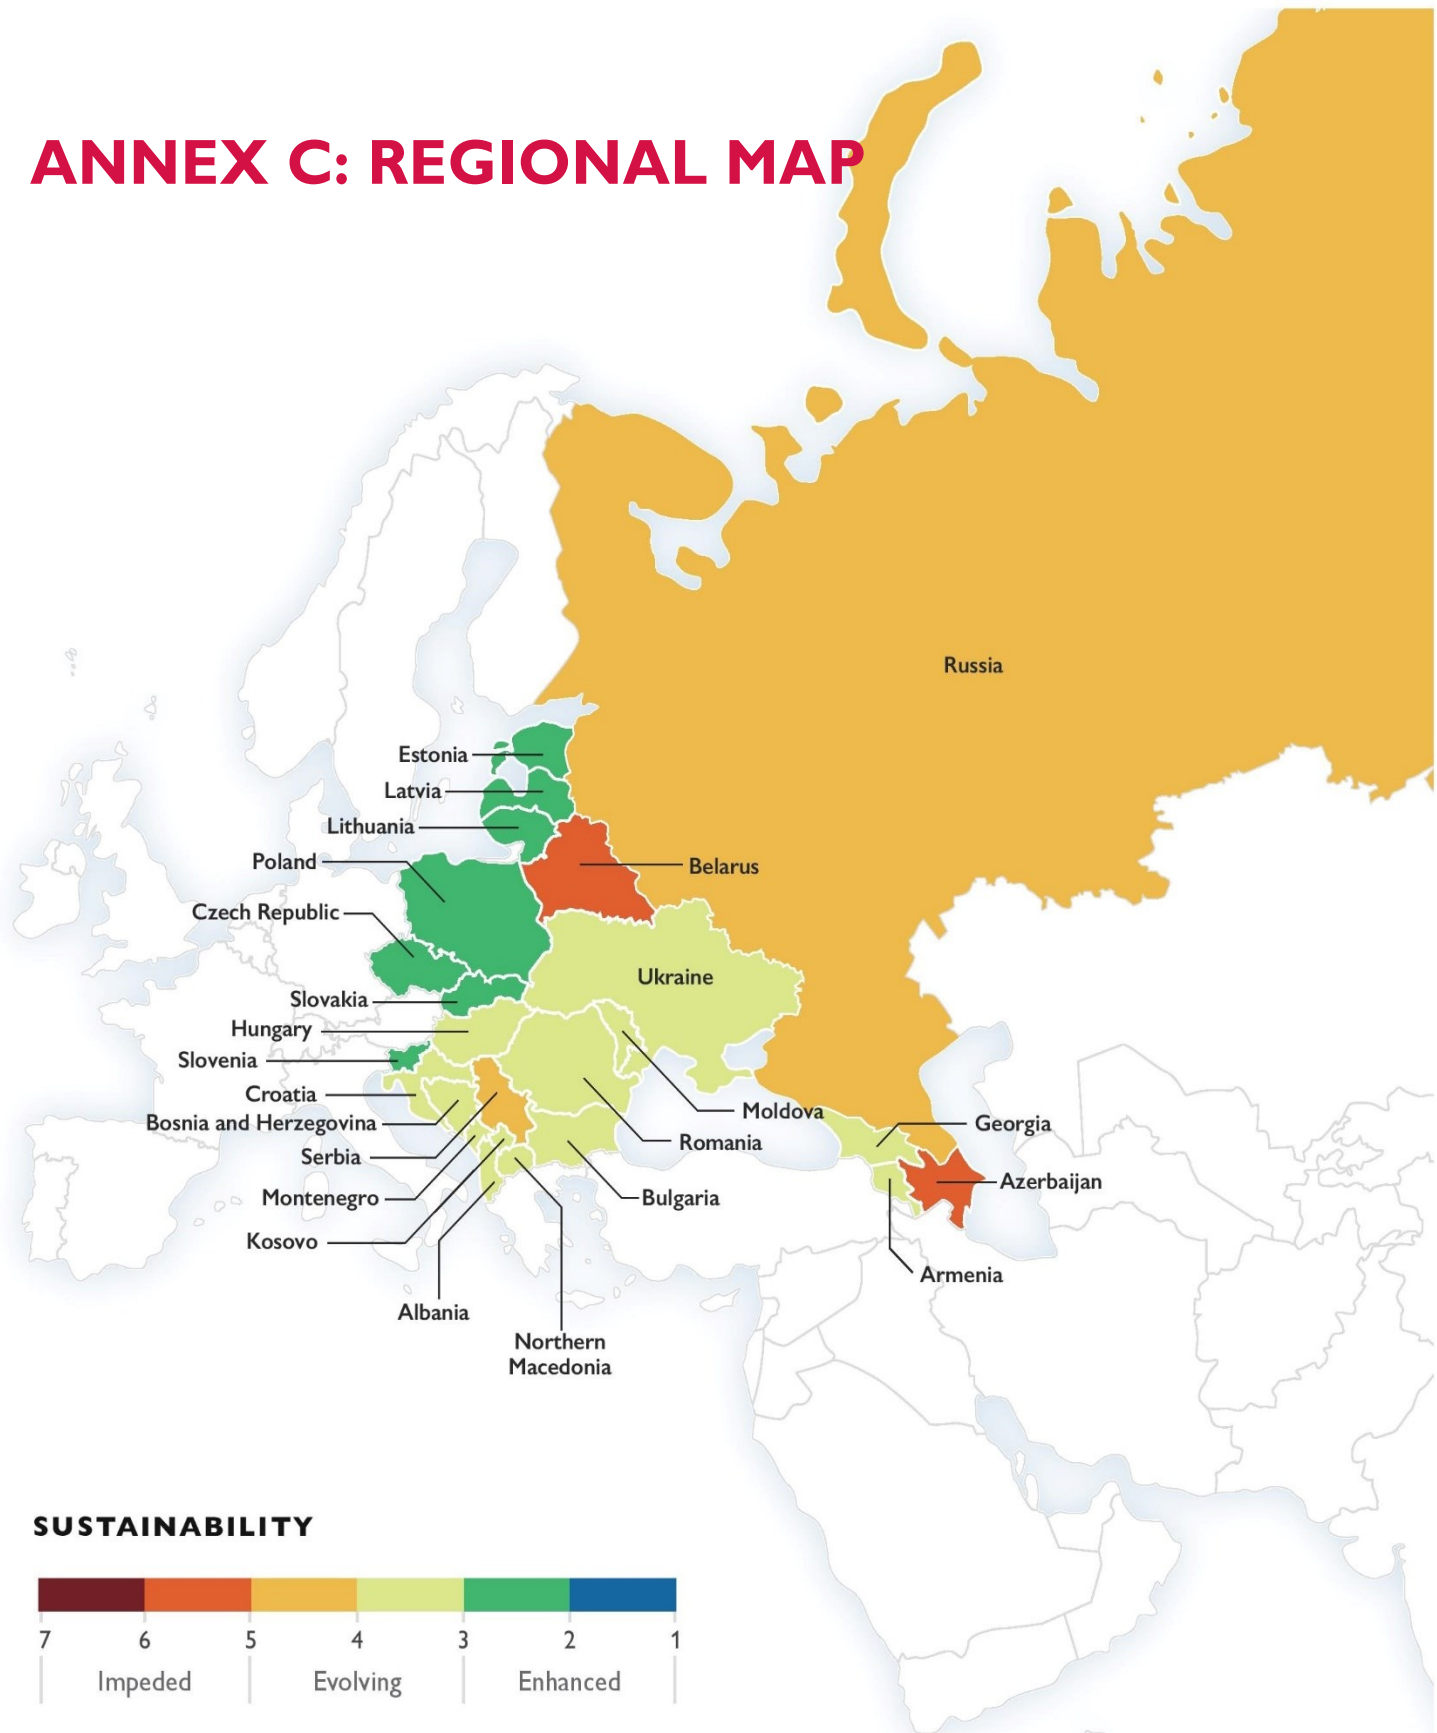 ANNEX C: REGIONAL MAP
Russia
Estonia
Latvia
Lithuania
Poland
Belarus
Czech Republic
Ukraine
Slovakia
Hungary
Slovenia
Croatia
Moldova
Bosnia and Herzegovina
Georgia
Romania
Serbia
Azerbaijan
Montenegro
Bulgaria
Kosovo
Armenia
Albania
Northern
Macedonia
SUSTAINABILITY
7 6 5 4 3 2 1
Impeded Evolving Enhanced